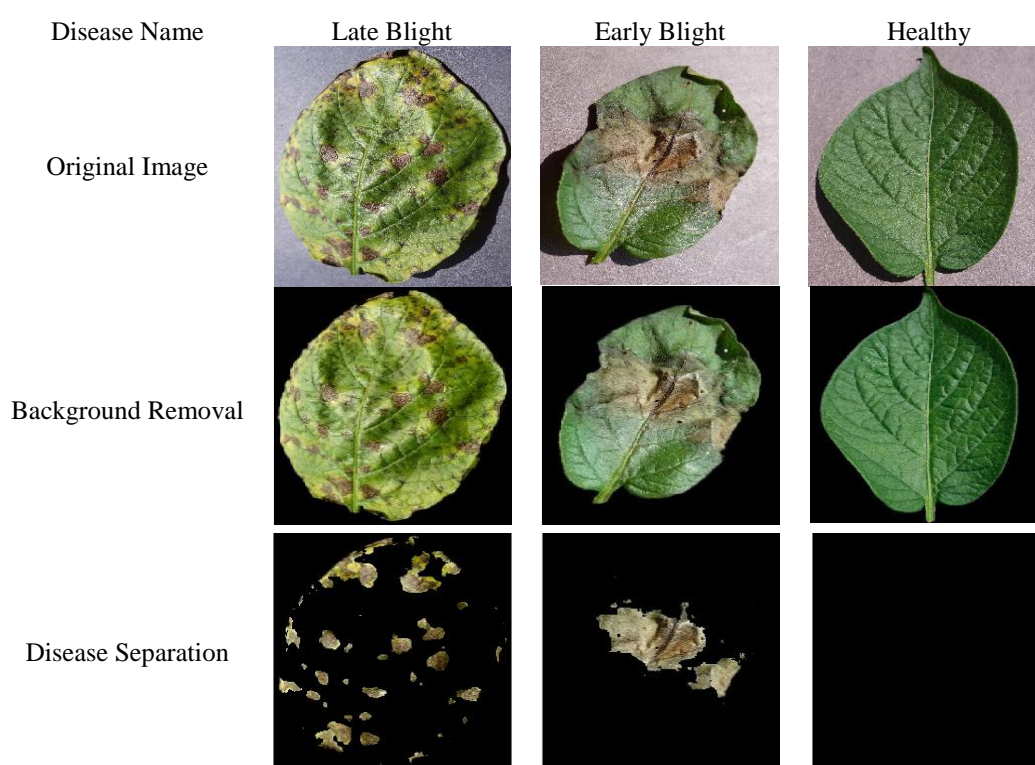 Disease Name Late Blight Early Blight Healthy
Original Image
Background Removal
Disease Separation